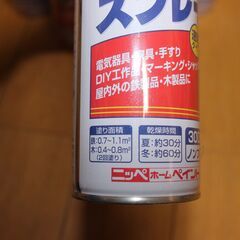 スプレー
電気器具・家具・手すり
DIY工作品・マーキング・シャッ
屋内外の鉄製品・木製品に
塗り面積
鉄:0.7〜1.1㎡
木:0.4〜0.8㎡
(2回塗り)
乾燥時間
夏:約30分
冬:約60分
300
ノンフ
ニッペホームペイント